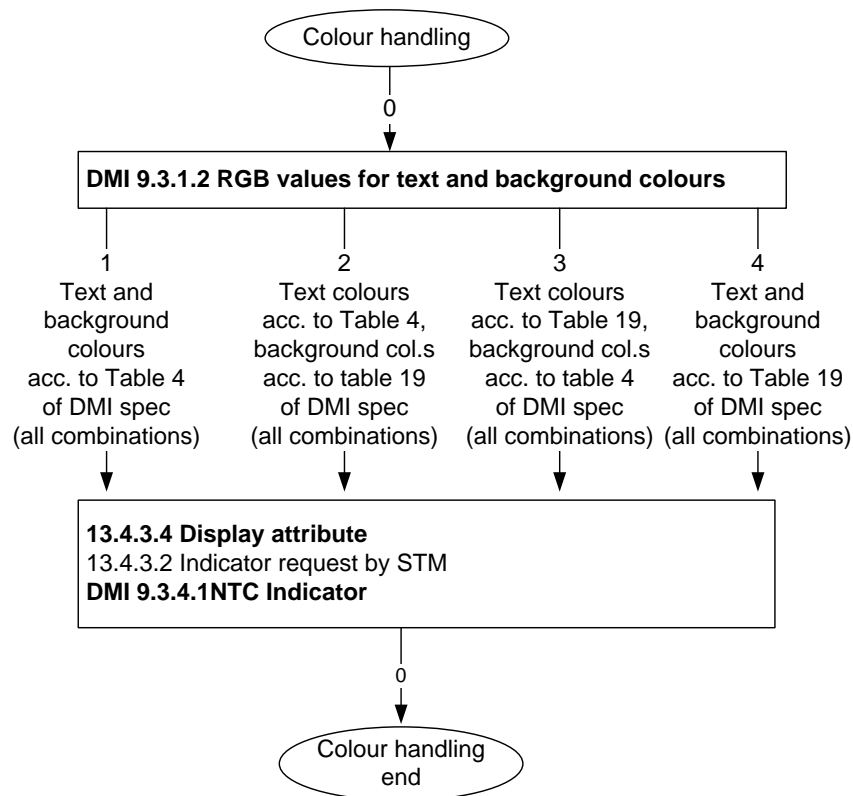 Colour handling
0
DMI 9.3.1.2 RGB values for text and background colours
1
Text and
background
colours
acc. to Table 4
of DMI spec
(all combinations)
2
Text colours
acc. to Table 4,
background col.s
acc. to table 19
of DMI spec
(all combinations)
3
Text colours
acc. to Table 19,
background col.s
acc. to table 4
of DMI spec
(all combinations)
4
Text and
background
colours
acc. to Table 19
of DMI spec
(all combinations)
13.4.3.4 Display attribute
13.4.3.2 Indicator request by STM
DMI 9.3.4.1NTC Indicator
0
Colour handling
end